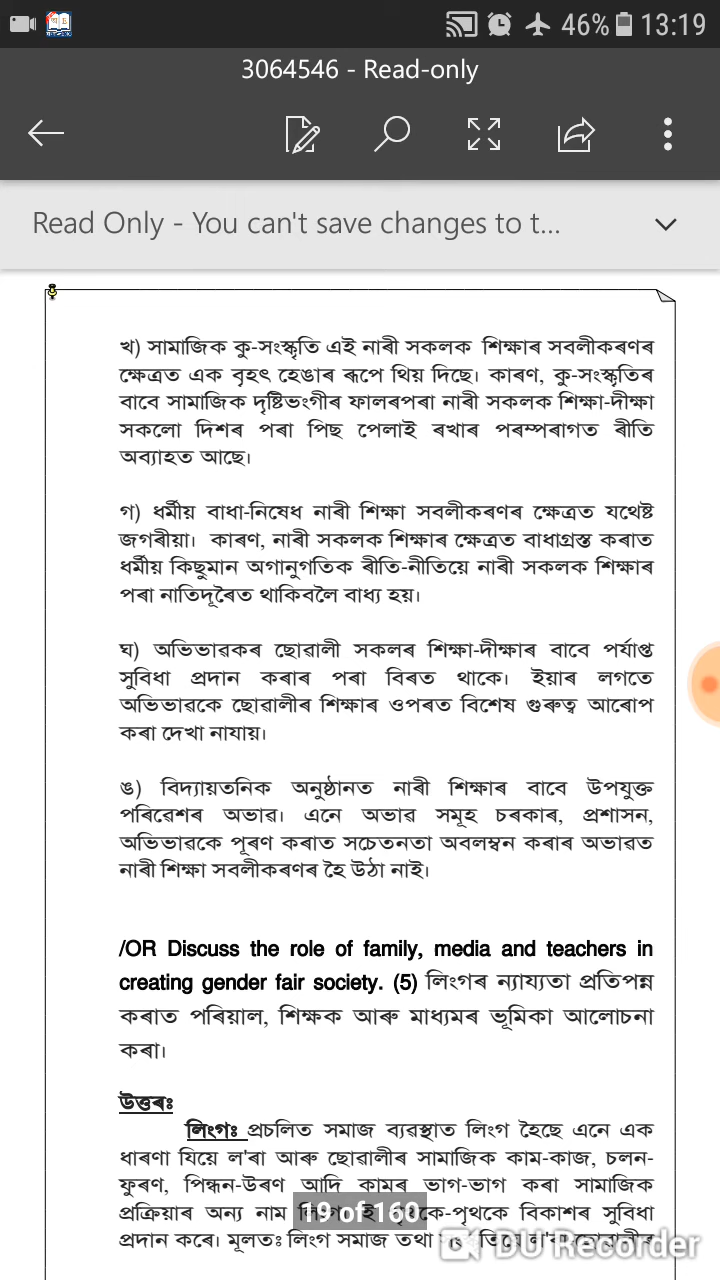 46% 13:19
3064546 - Read-only
Read Only - You can't save changes to t...
খ) সামাজিক কু-সংস্কৃতি এই নাৰী সকলক শিক্ষাৰ সবলীকৰণৰ
ক্ষেত্ৰত এক বৃহৎ হেঙাৰ ৰূপে থিয় দিছে। কাৰণ, কু-সংস্কৃতিৰ
বাবে সামাজিক দৃষ্টিভংগীৰ ফালৰপৰা নাৰী সকলক শিক্ষা-দীক্ষা
সকলো দিশৰ পৰা পিছ পেলাই ৰখাৰ পৰম্পৰাগত ৰীতি
অব্যাহত আছে।
গ) ধৰ্মীয় বাধা-নিষেধ নাৰী শিক্ষা সবলীকৰণৰ ক্ষেত্ৰত যথেষ্ট
জগৰীয়া। কাৰণ, নাৰী সকলক শিক্ষাৰ ক্ষেত্ৰত বাধাগ্ৰস্ত কৰাত
ধৰ্মীয় কিছুমান অগানুগতিক ৰীতি-নীতিয়ে নাৰী সকলক শিক্ষাৰ
পৰা নাতিদূৰৈত থাকিবলৈ বাধ্য হয়।
ঘ) অভিভাৱকৰ ছোৱালী সকলৰ শিক্ষা-দীক্ষাৰ বাবে পৰ্যাপ্ত
সুবিধা প্ৰদান কৰাৰ পৰা বিৰত থাকে। ইয়াৰ লগতে
অভিভাৱকে ছোৱালীৰ শিক্ষাৰ ওপৰত বিশেষ গুৰুত্ব আৰোপ
কৰা দেখা নাযায়।
ঙ) বিদ্যায়তনিক অনুষ্ঠানত নাৰী শিক্ষাৰ বাবে উপযুক্ত
পৰিৱেশৰ অভাৱ। এনে অভাৱ সমূহ চৰকাৰ, প্ৰশাসন,
অভিভাৱকে পূৰণ কৰাত সচেতনতা অবলম্বন কৰাৰ অভাৱত
নাৰী শিক্ষা সবলীকৰণৰ হৈ উঠা নাই।
/OR Discuss the role of family, media and teachers in
creating gender fair society. (5) লিংগৰ ন্যায্যতা প্ৰতিপন্ন
কৰাত পৰিয়াল, শিক্ষক আৰু মাধ্যমৰ ভূমিকা আলোচনা
কৰা।
উত্তৰঃ
লিংগঃ প্ৰচলিত সমাজ ব্যৱস্থাত লিংগ হৈছে এনে এক
ধাৰণা যিয়ে ল'ৰা আৰু ছোৱালীৰ সামাজিক কাম-কাজ, চলন-
ফুৰণ, পিন্ধন-উৰণ আদি কামৰ ভাগ-ভাগ কৰা সামাজিক
প্ৰক্ৰিয়াৰ অন্য নাম 19 of 160 পৃথকে-পৃথকে বিকাশৰ সুবিধা
প্ৰদান কৰে। মূলতঃ লিংগ সমাজ তথা
DU Recorder